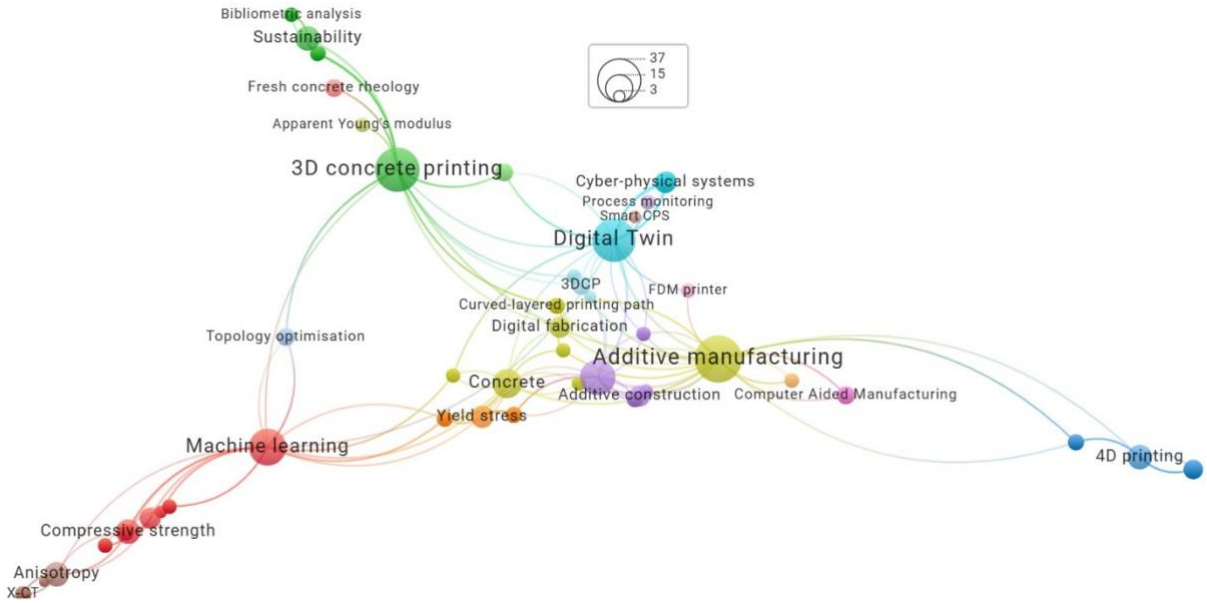 Bibliometric analysis
Sustainability
37
15
3
Fresh concrete rheology
Apparent Young's modulus
3D concrete printing
Cyber-physical systems
Process monitoring
Smart CPS
Digital Twin
3DCP
FDM printer
Curved-layered printing path
Digital fabrication
Topology optimisation
Additive manufacturing
Concrete
Additive construction
Computer Aided Manufacturing
Yield stress
Machine learning
4D printing
Compressive strength
Anisotropy
X-CT